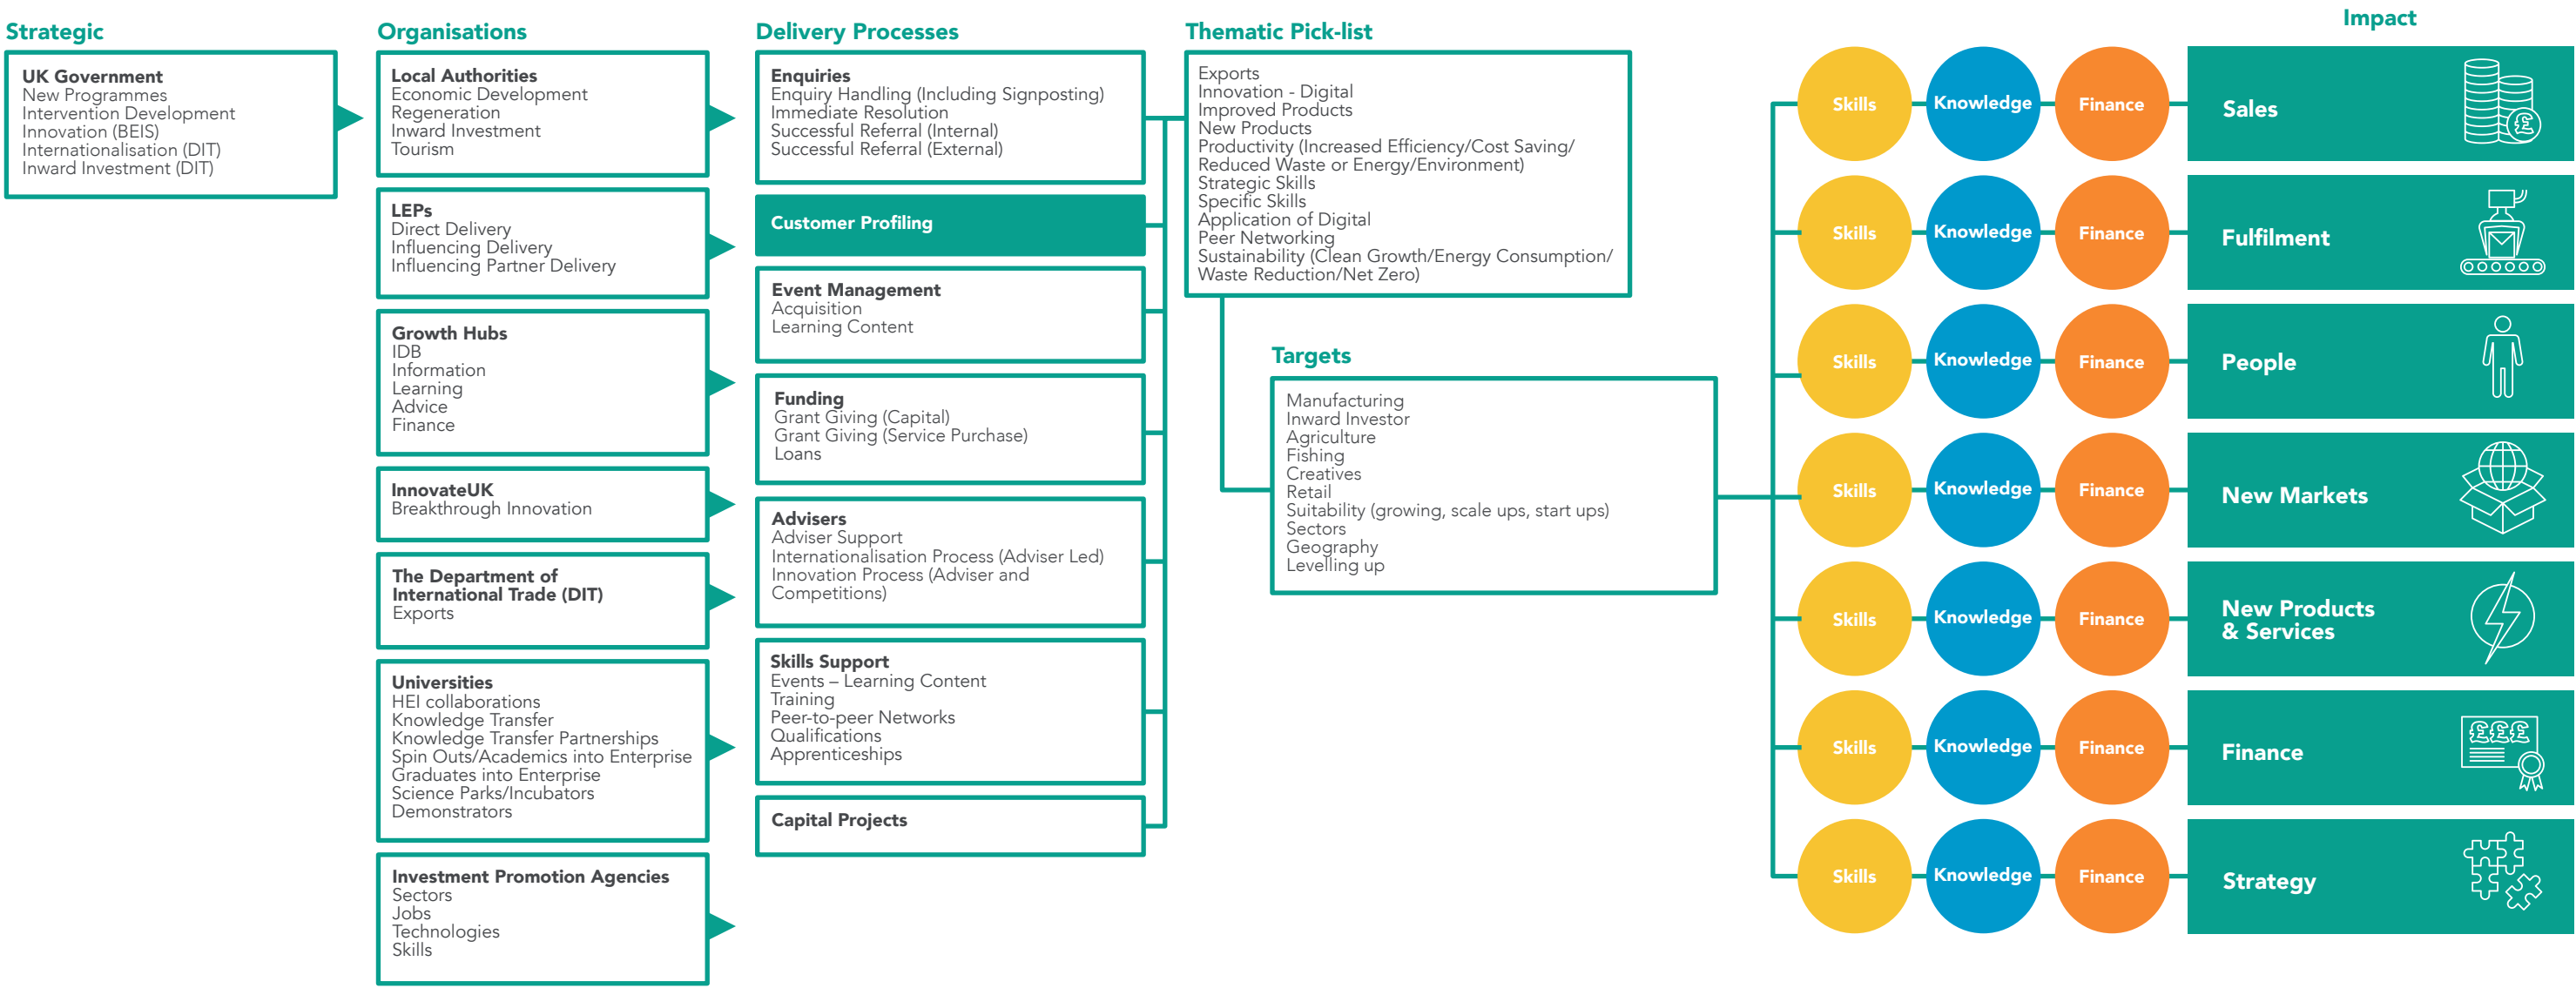 Strategic
UK Government
New Programmes
Intervention Development
Innovation (BEIS)
Internationalisation (DIT)
Inward Investment (DIT)
Organisations
Local Authorities
Economic Development
Regeneration
Inward Investment
Tourism
LEPs
Direct Delivery
Influencing Delivery
Influencing Partner Delivery
Growth Hubs
IDB
Information
Learning
Advice
Finance
InnovateUK
Breakthrough Innovation
The Department of
International Trade (DIT)
Exports
Universities
HEI collaborations
Knowledge Transfer
Knowledge Transfer Partnerships
Spin Outs/Academics into Enterprise
Graduates into Enterprise
Science Parks/Incubators
Demonstrators
Investment Promotion Agencies
Sectors
Jobs
Technologies
Skills
Delivery Processes
Enquiries
Enquiry Handling (Including Signposting)
Immediate Resolution
Successful Referral (Internal)
Successful Referral (External)
Customer Profiling
Event Management
Acquisition
Learning Content
Funding
Grant Giving (Capital)
Grant Giving (Service Purchase)
Loans
Advisers
Adviser Support
Internationalisation Process (Adviser Led)
Innovation Process (Adviser and
Competitions)
Skills Support
Events – Learning Content
Training
Peer-to-peer Networks
Qualifications
Apprenticeships
Capital Projects
Thematic Pick-list
Exports
Innovation - Digital
Improved Products
New Products
Productivity (Increased Efficiency/Cost Saving/
Reduced Waste or Energy/Environment)
Strategic Skills
Specific Skills
Application of Digital
Peer Networking
Sustainability (Clean Growth/Energy Consumption/
Waste Reduction/Net Zero)
Targets
Manufacturing
Inward Investor
Agriculture
Fishing
Creatives
Retail
Suitability (growing, scale ups, start ups)
Sectors
Geography
Levelling up
Impact
Skills Knowledge Finance Sales £
Skills Knowledge Finance Fulfilment
Skills Knowledge Finance People
Skills Knowledge Finance New Markets
Skills Knowledge Finance New Products
& Services
Skills Knowledge Finance Finance £££
Skills Knowledge Finance Strategy